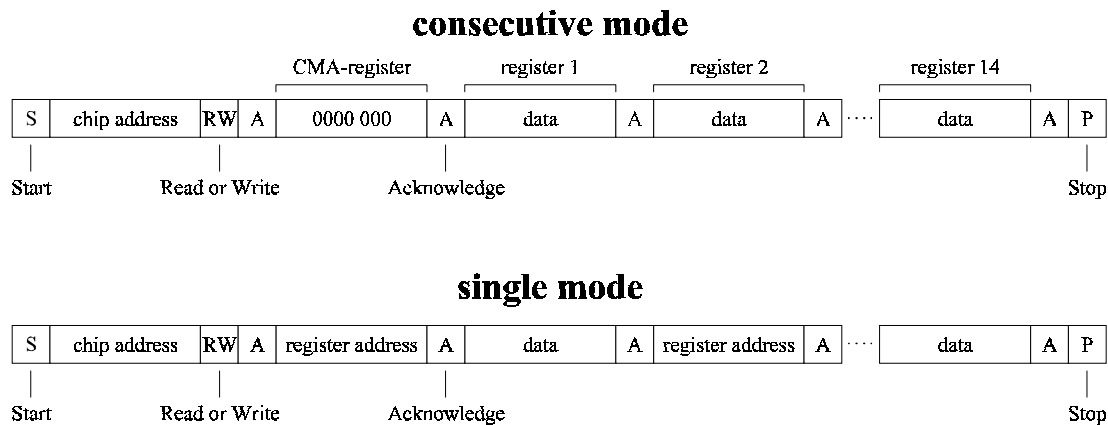 consecutive mode
CMA-register register 1 register 2 register 14
S chip address RW A 0000 000 A data A data A ···· data A P
Start Read or Write Acknowledge Stop
single mode
S chip address RW A register address A data A register address A ···· data A P
Start Read or Write Acknowledge Stop